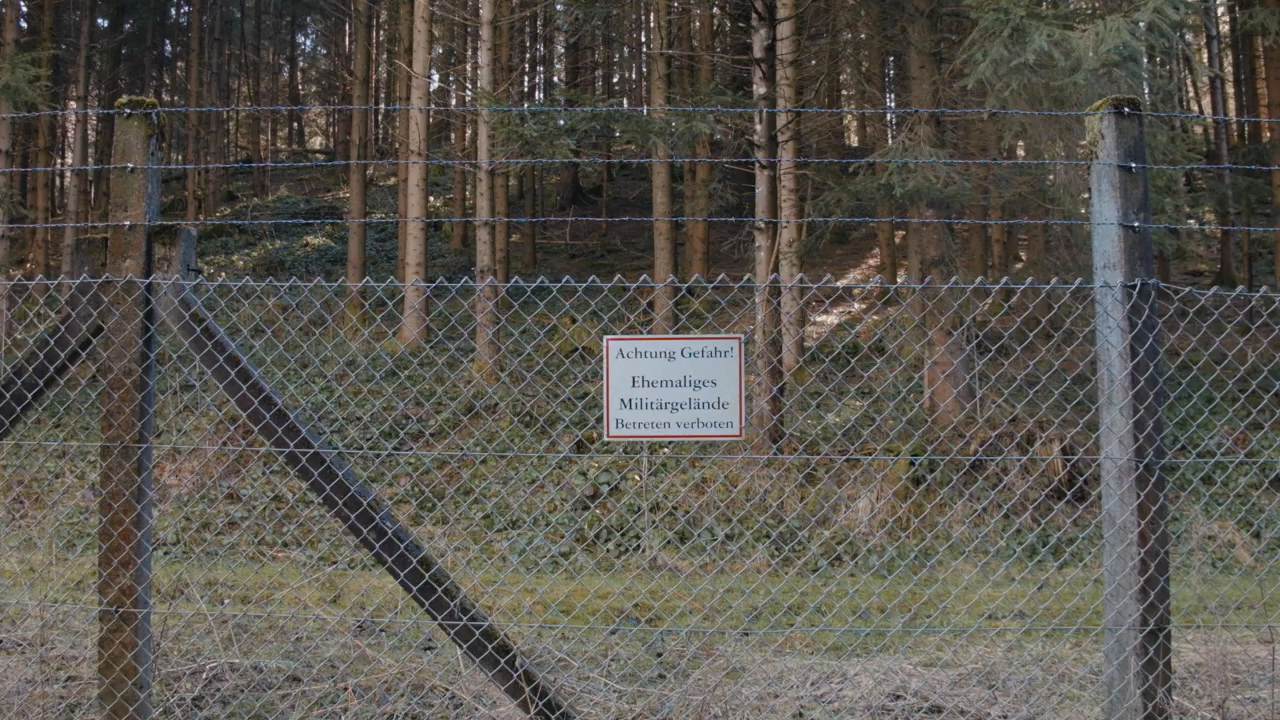 Achtung Gefahr!
Ehemaliges
Militärgelände
Betreten verboten